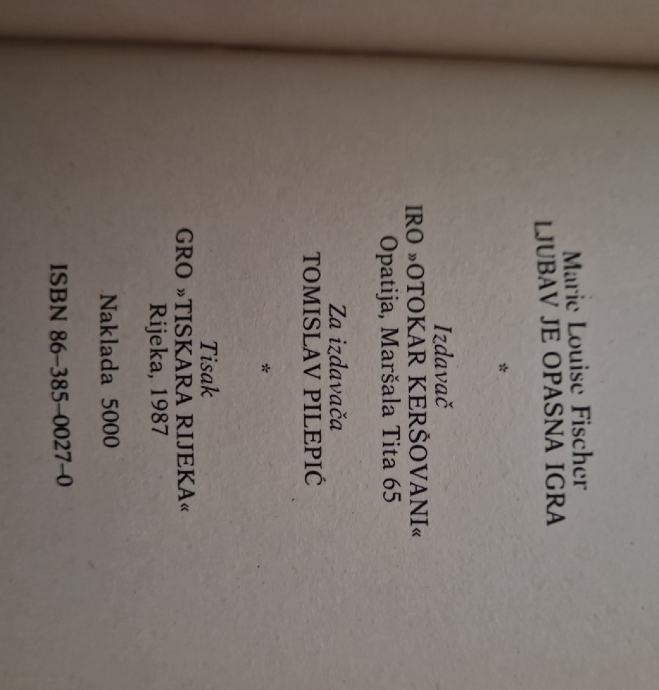 Marie Louise Fischer
LJUBAV JE OPASNA IGRA
*
Izdavač
IRO »OTOKAR KERŠOVANI«
Opatija, Maršala Tita 65
Za izdavača
TOMISLAV PILEPIĆ
*
Tisak
GRO »TISKARA RIJEKA«
Rijeka, 1987
Naklada 5000
ISBN 86–385–0027–0